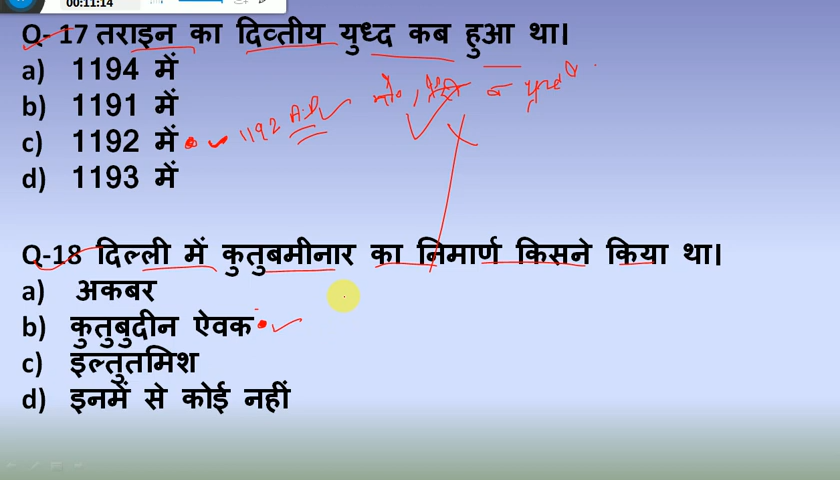 00:11:14
Q- 17 तराइन का दिव्तीय युध्द कब हुआ था।
a) 1194 में
b) 1191 में
c) 1192 में 1192 A.D
d) 1193 में
Q-18 दिल्ली में कुतुबमीनार का निमार्ण किसने किया था।
a) अकबर
b) कुतुबुदीन ऐवक
c) इल्तुतमिश
d) इनमें से कोई नहीं